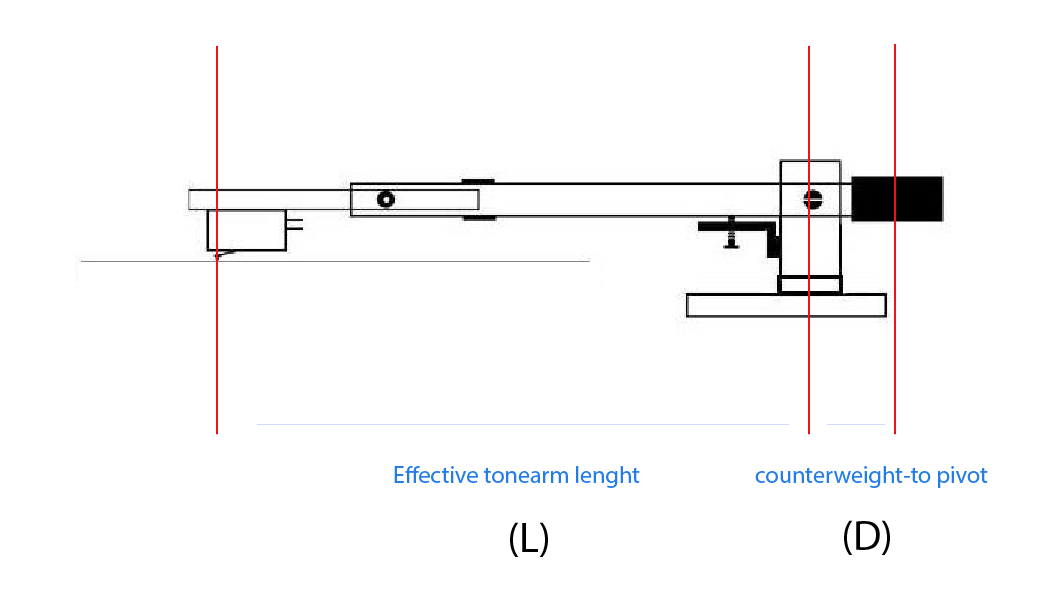 Effective tonearm lenght
counterweight-to pivot
(L)
(D)